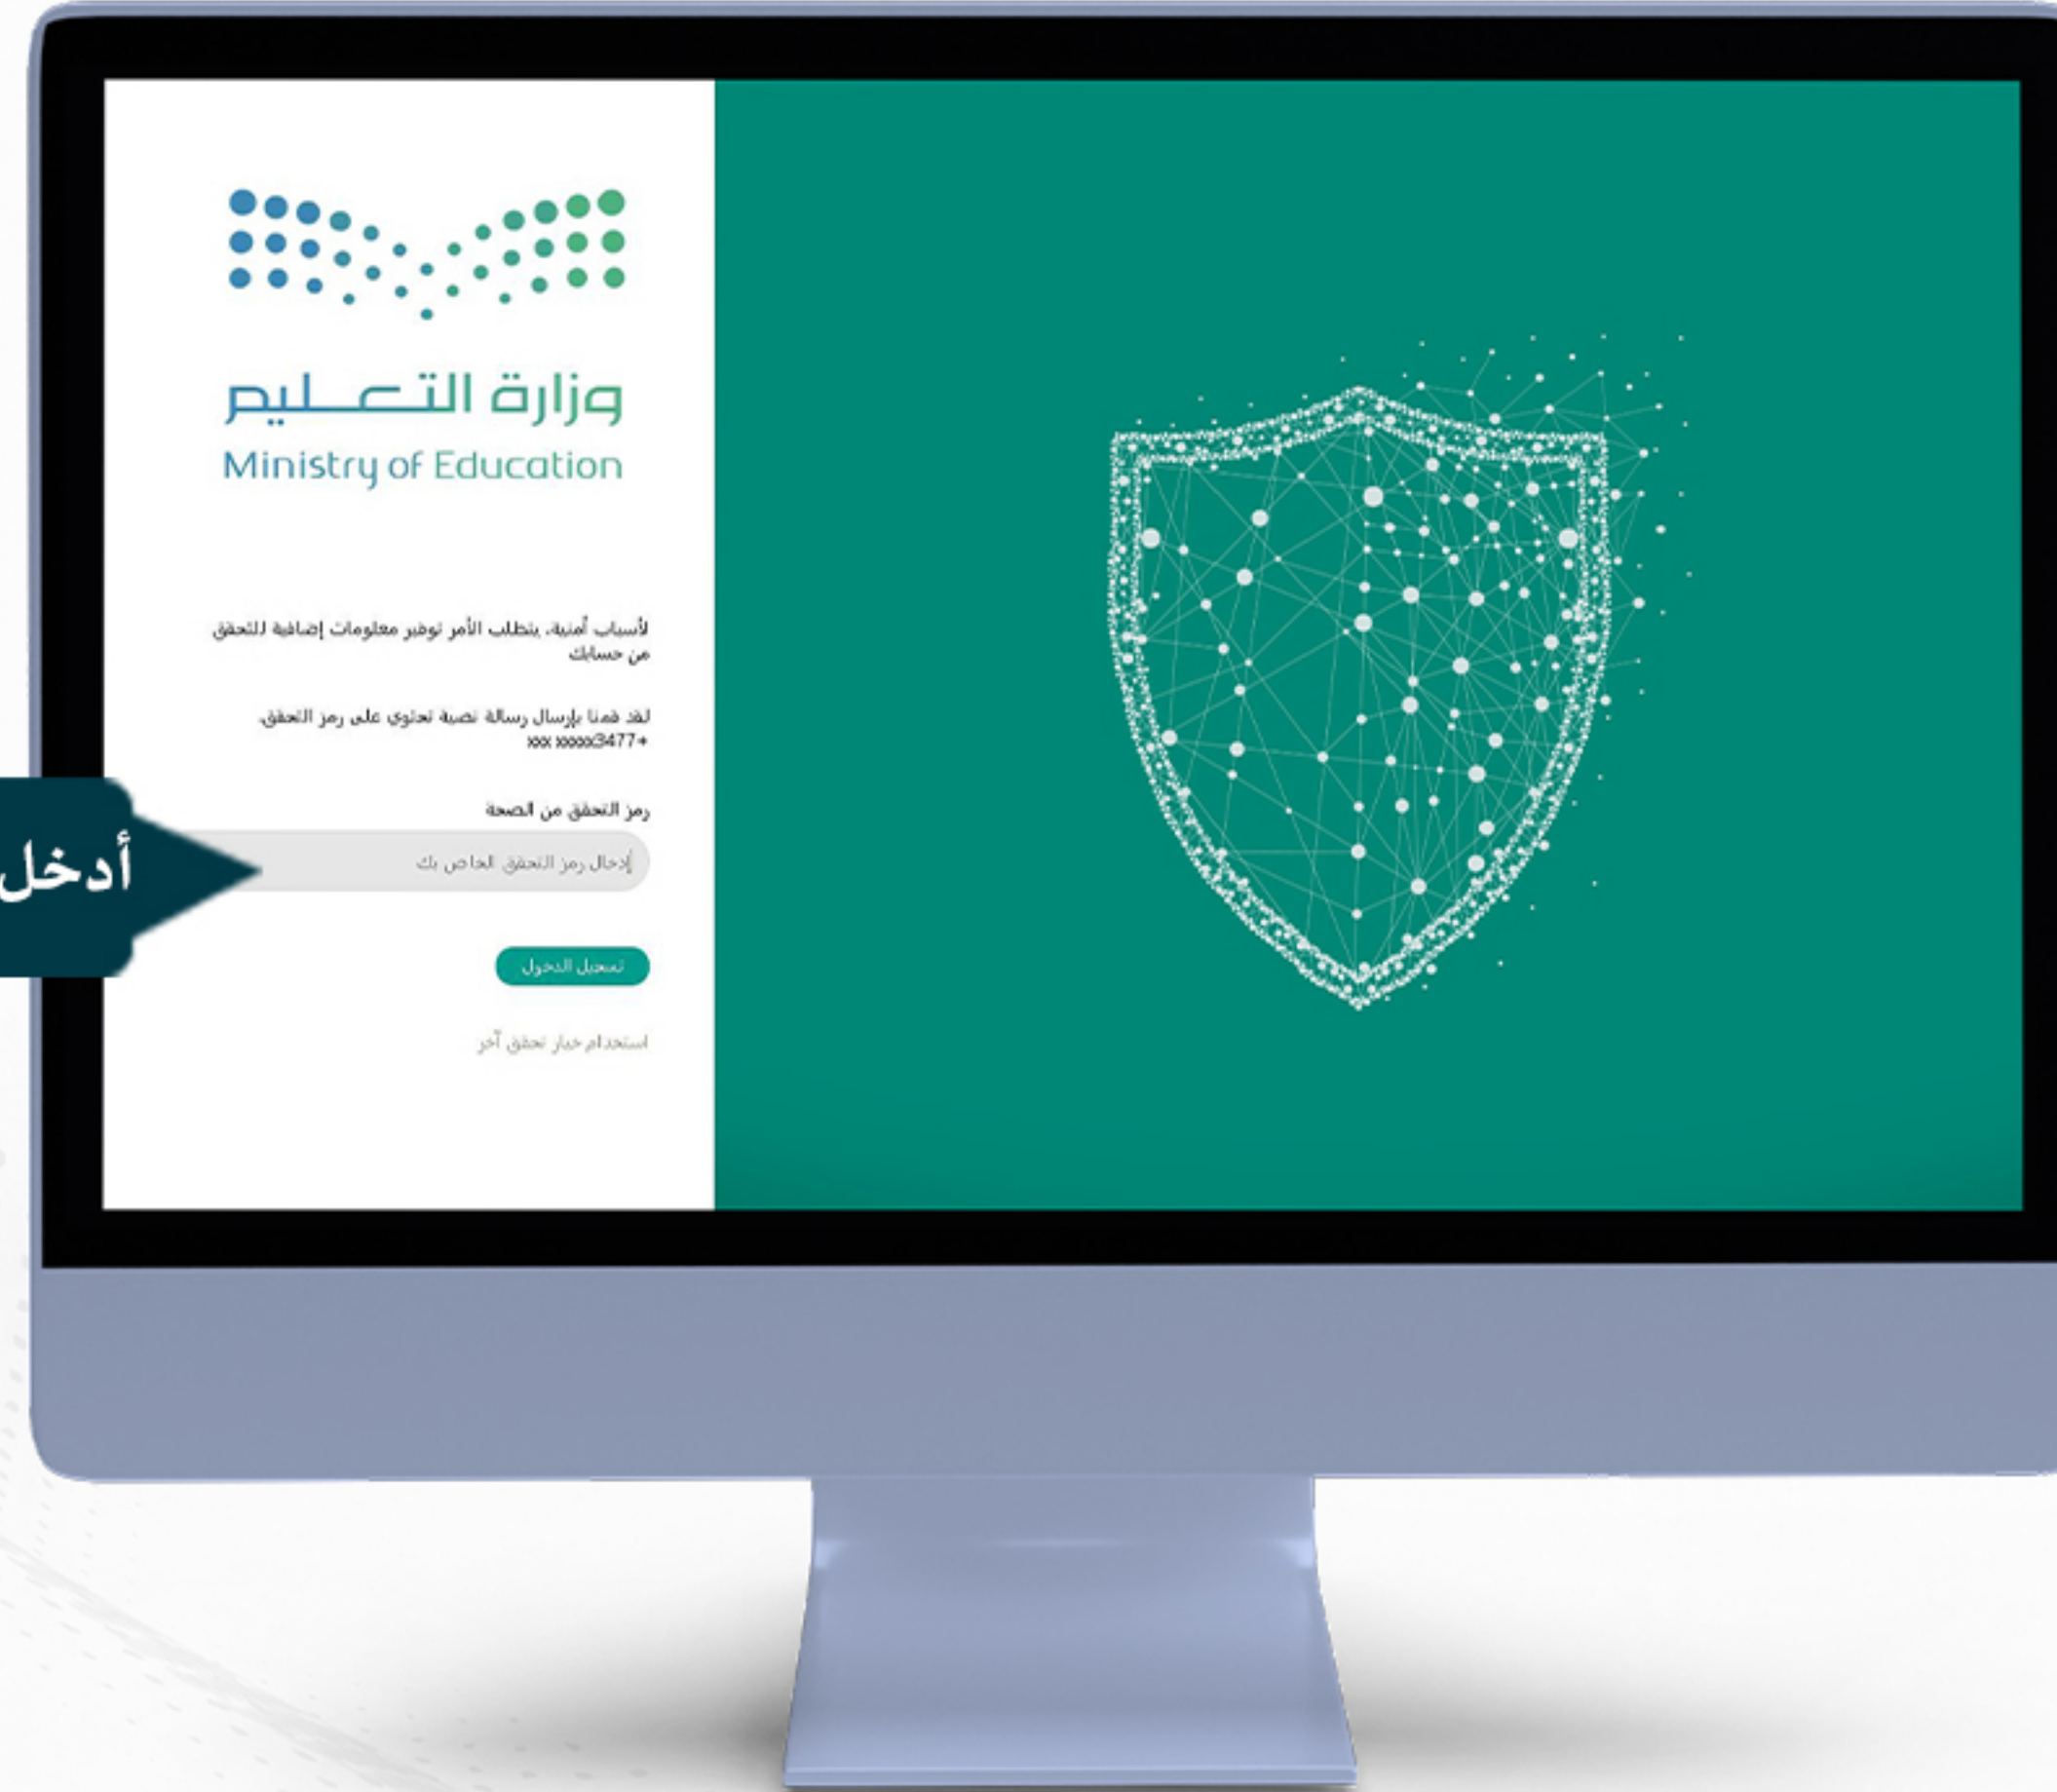 وزارة التعليم
Ministry of Education
لأسباب أمنية، يتطلب الأمر توفير معلومات إضافية للتحقق
من حسابك
لقد قمنا بإرسال رسالة نصية تحتوي على رمز التحقق.
+xxx xxxxx3477
رمز التحقق من الصحة
إدخال رمز التحقق الخاص بك
أدخل
تسجيل الدخول
استخدام خيار تحقق آخر